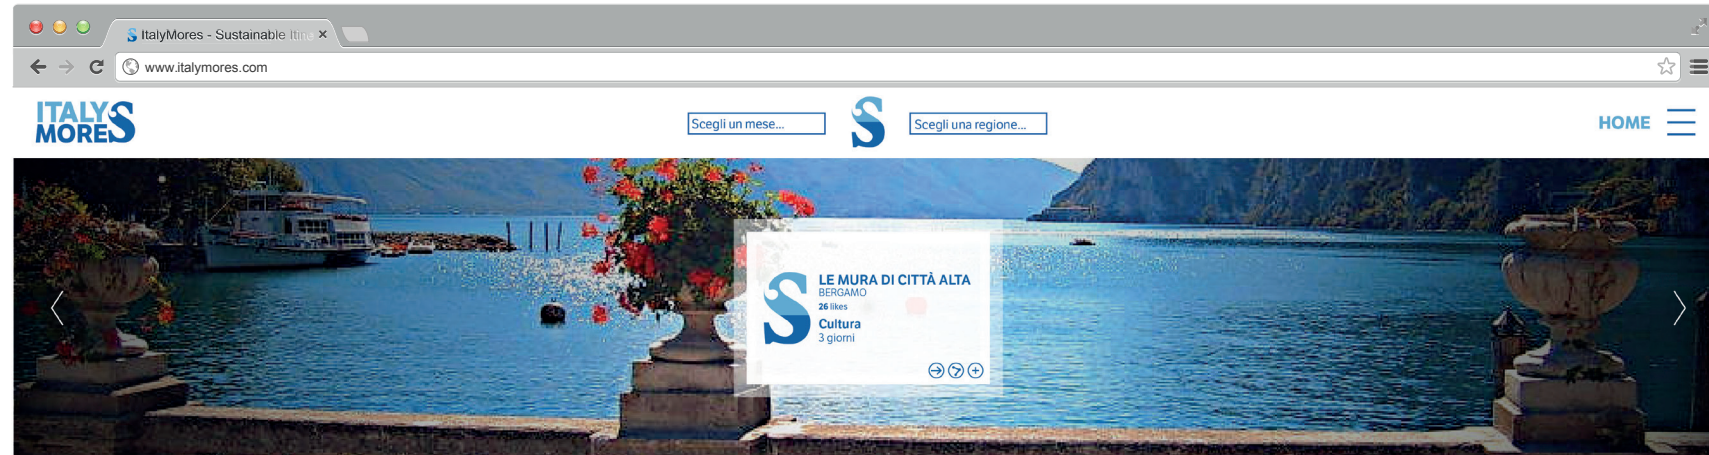 ItalyMores - Sustainable Itine
www.italymores.com
ITALY
MORES
Scegli un mese...
S
Scegli una regione...
HOME
S
LE MURA DI CITTÀ ALTA
BERGAMO
26 likes
Cultura
3 giorni